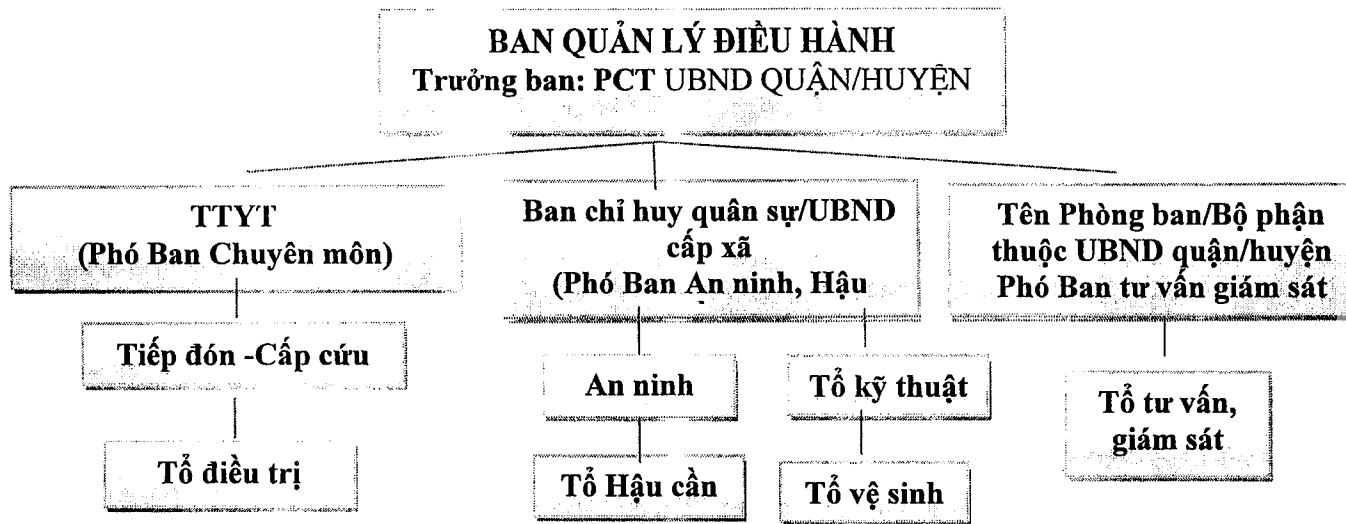 BAN QUẢN LÝ ĐIỀU HÀNH
Trưởng ban: PCT UBND QUẬN/HUYỆN
TTYT
(Phó Ban Chuyên môn)
Ban chỉ huy quân sự/UBND
cấp xã
(Phó Ban An ninh, Hậu
Tên Phòng ban/Bộ phận
thuộc UBND quận/huyện
Phó Ban tư vấn giám sát
Tiếp đón -Cấp cứu
An ninh
Tổ kỹ thuật
Tổ tư vấn,
giám sát
Tổ điều trị
Tổ Hậu cần
Tổ vệ sinh